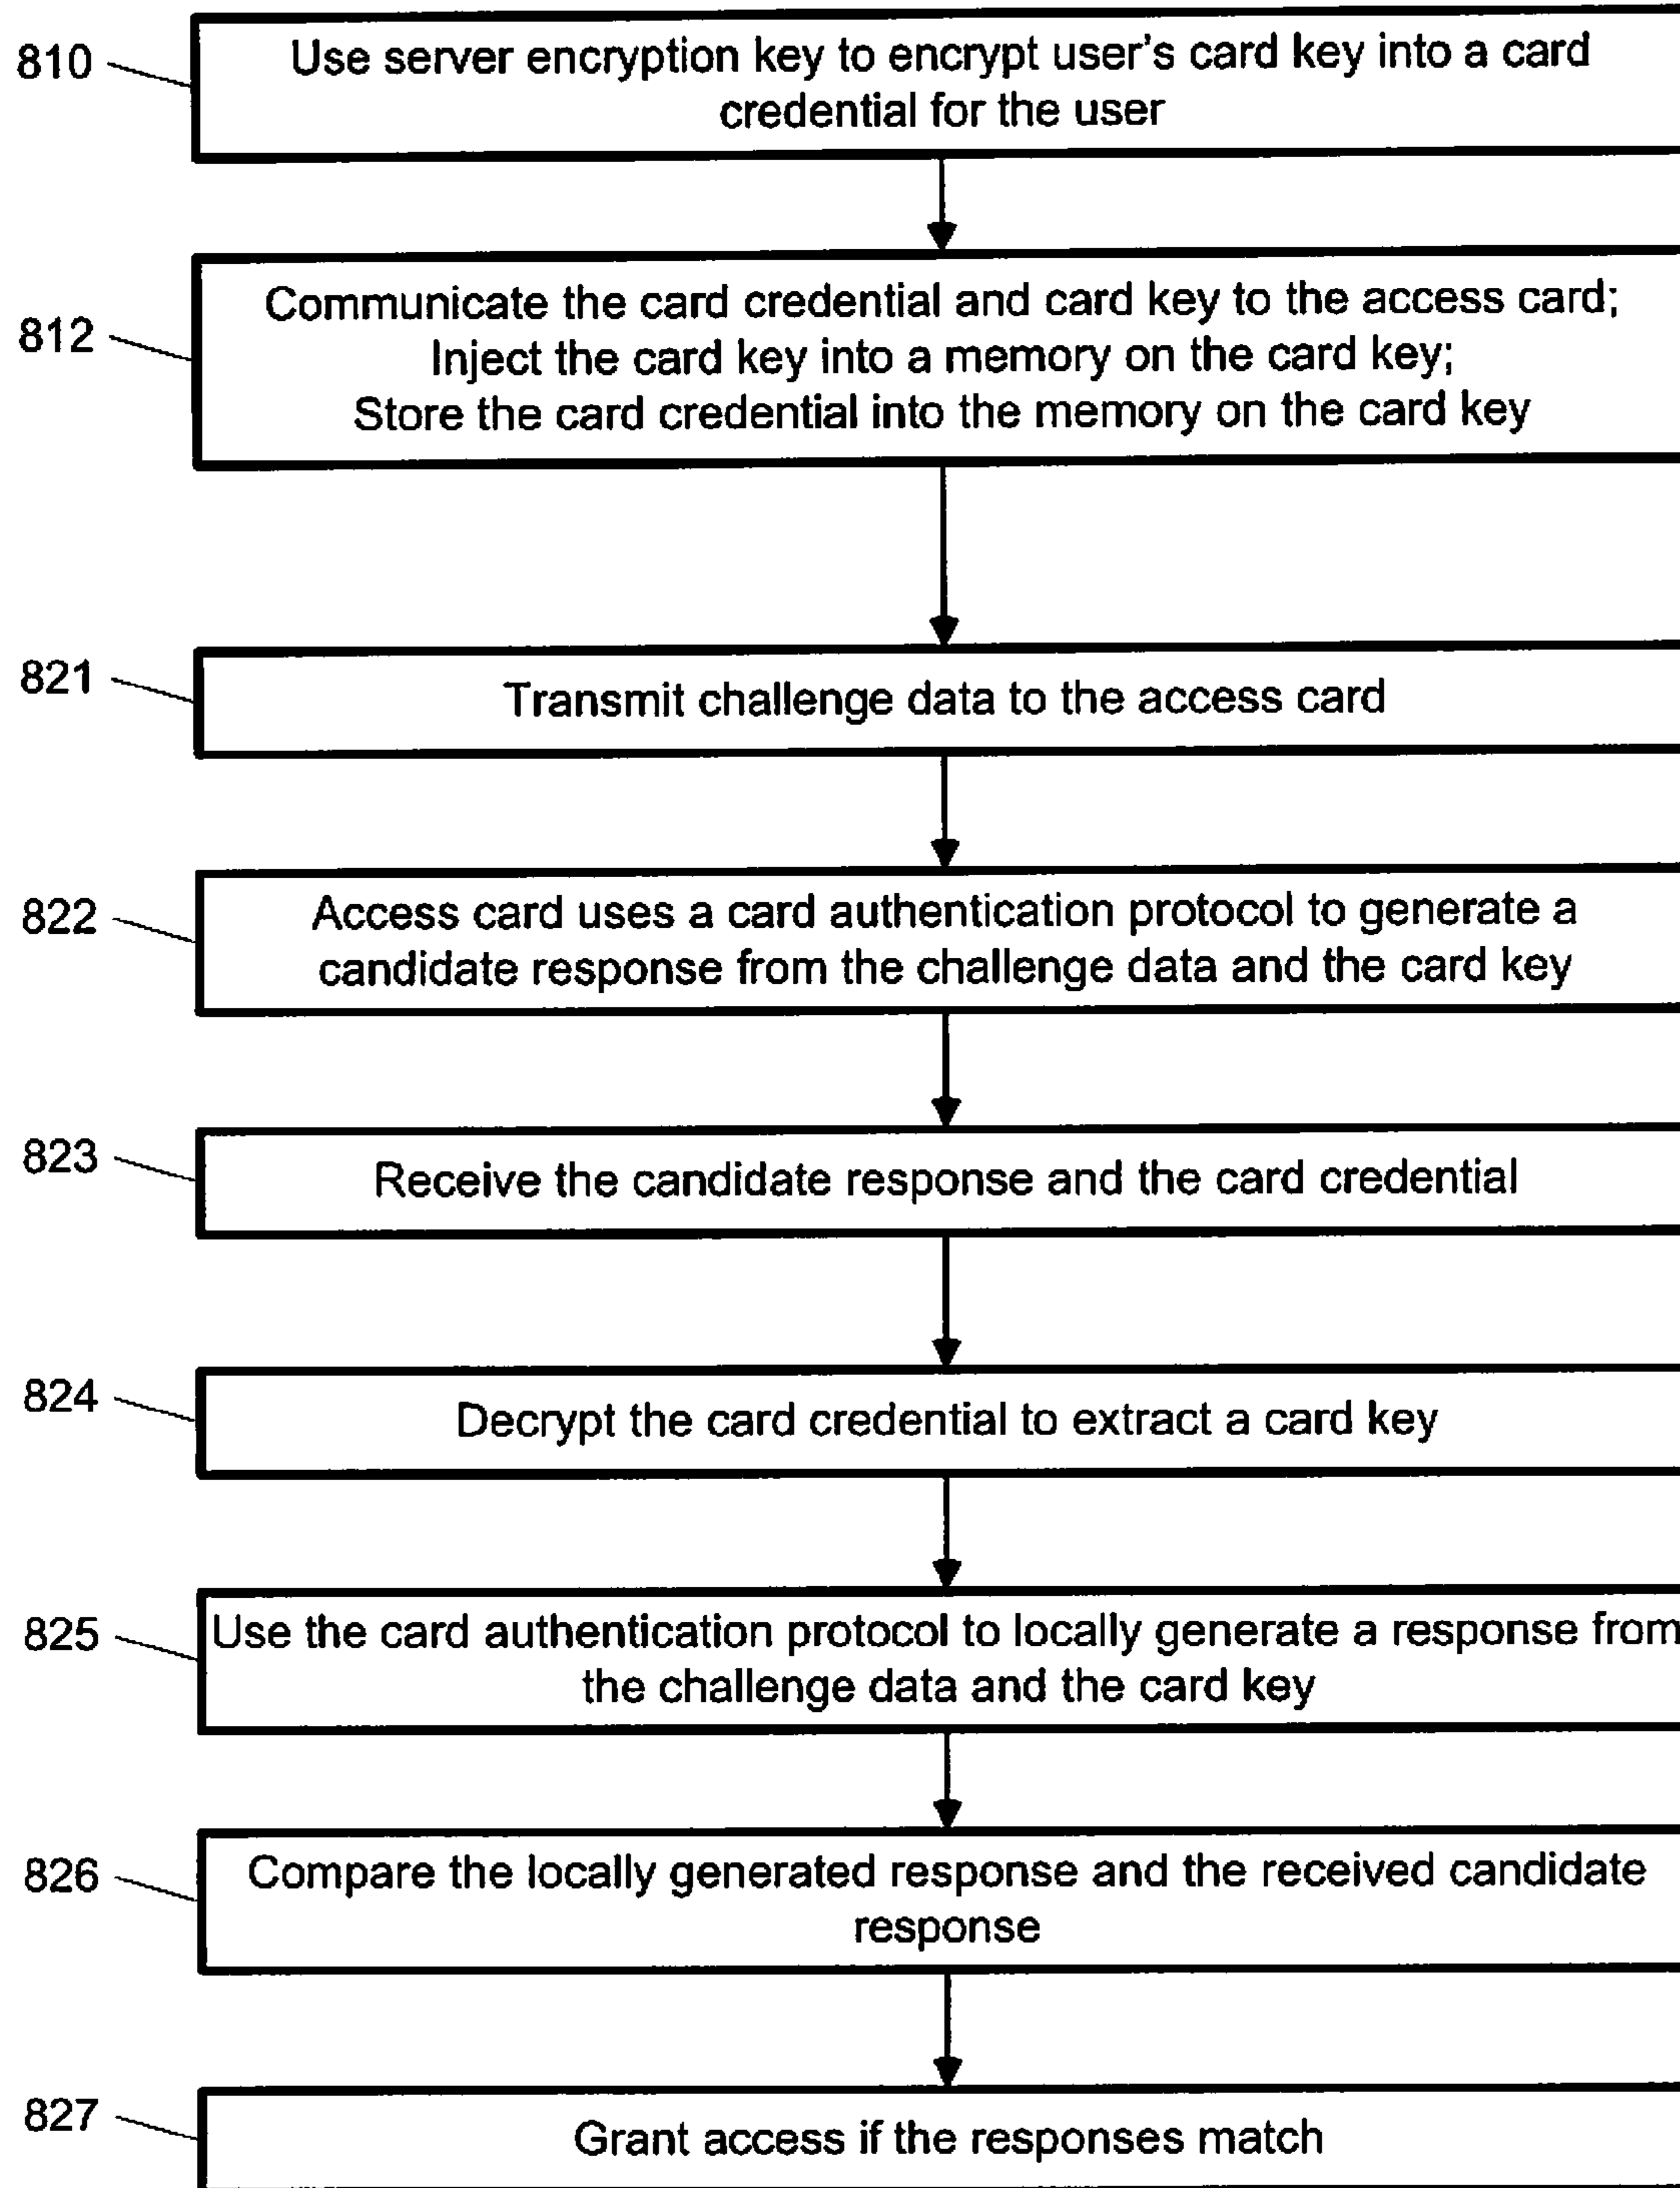 810
Use server encryption key to encrypt user's card key into a card
credential for the user
812
Communicate the card credential and card key to the access card;
Inject the card key into a memory on the card key;
Store the card credential into the memory on the card key
821
Transmit challenge data to the access card
822
Access card uses a card authentication protocol to generate a
candidate response from the challenge data and the card key
823
Receive the candidate response and the card credential
824
Decrypt the card credential to extract a card key
825
Use the card authentication protocol to locally generate a response from
the challenge data and the card key
826
Compare the locally generated response and the received candidate
response
827
Grant access if the responses match